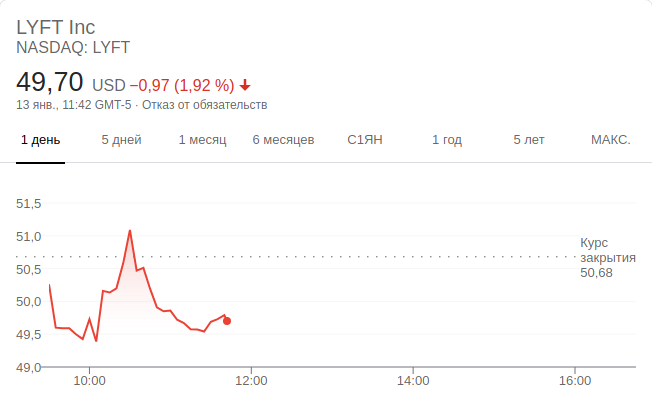 LYFT Inc
NASDAQ: LYFT
49,70 USD −0,97 (1,92 %)
13 янв., 11:42 GMT-5 · Отказ от обязательств
1 день 5 дней 1 месяц 6 месяцев С1ЯН 1 год 5 лет МАКС.
51,5
51,0
Курс
закрытия
50,68
50,5
50,0
49,5
49,0
10:00 12:00 14:00 16:00